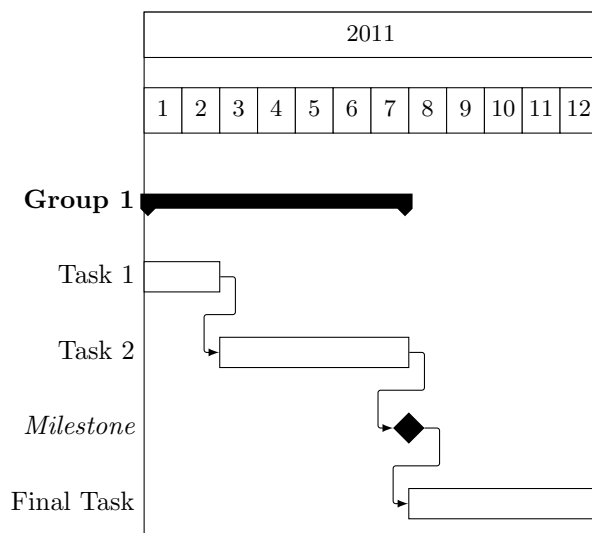 2011
1 2 3 4 5 6 7 8 9 10 11 12
Group 1
Task 1
Task 2
Milestone
Final Task